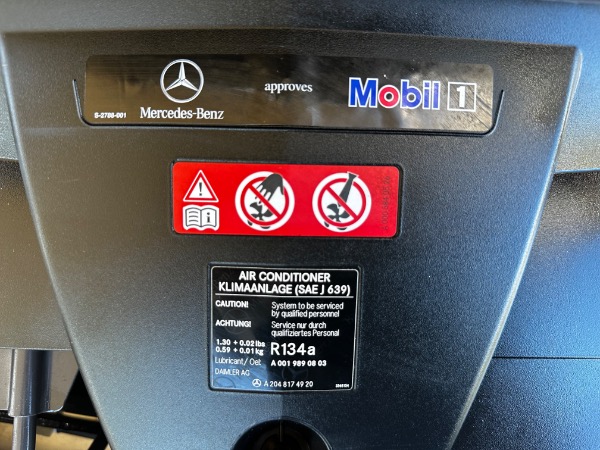 Mercedes-Benz
approves
Mobil 1
S-2786-001
AIR CONDITIONER
KLIMAANLAGE (SAE J 639)
CAUTION! System to be serviced
by qualified personnel
ACHTUNG! Service nur durch
qualifiziertes Personal
1.30 + 0.02 lbs
0.59 + 0.01 kg R134a
Lubricant / Oel: A 001 989 08 03
DAIMLER AG
A 204 817 49 20